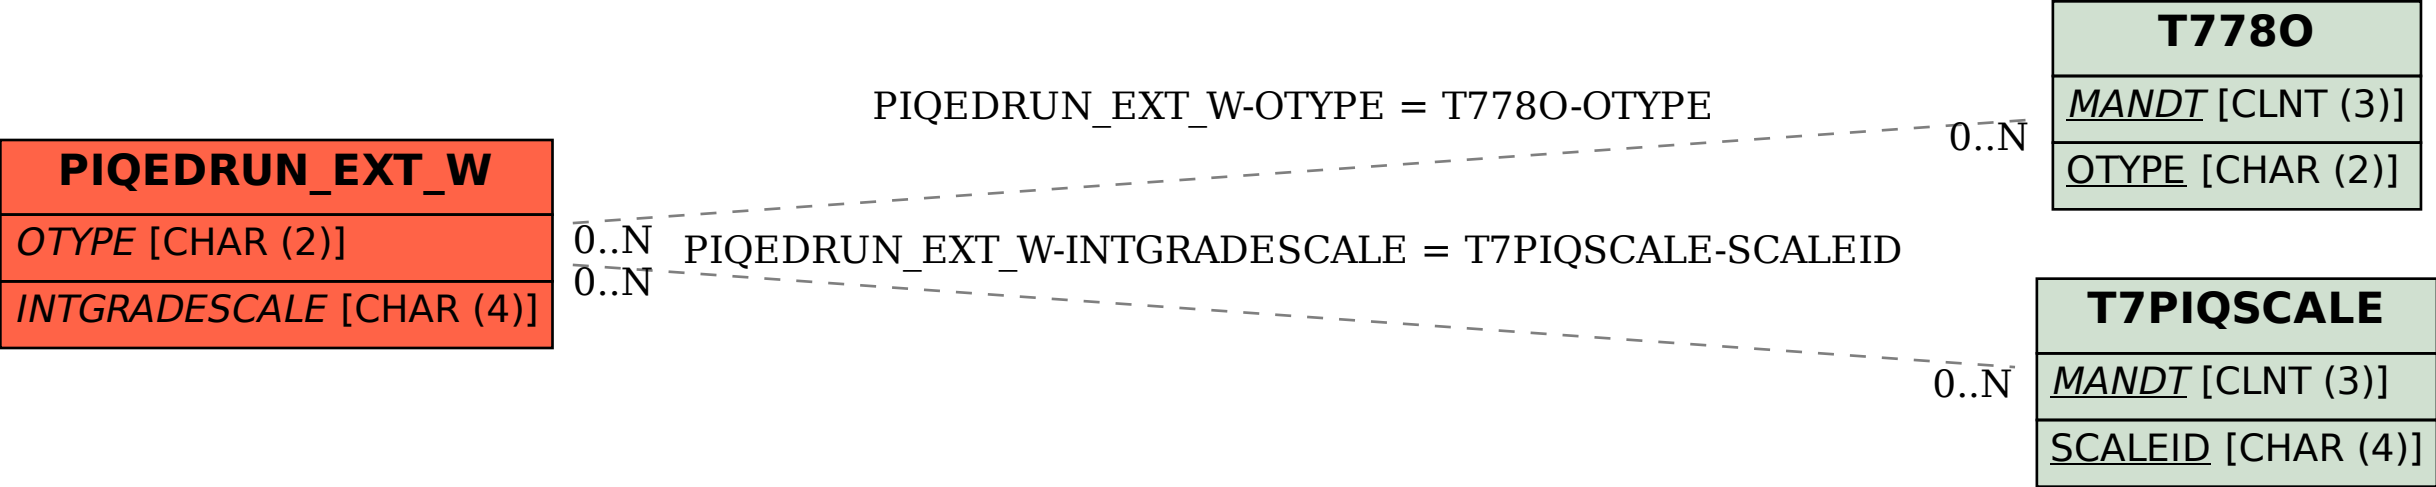 T778O
MANDT [CLNT (3)]
OTYPE [CHAR (2)]
PIQEDRUN_EXT_W-OTYPE = T778O-OTYPE
0..N
PIQEDRUN_EXT_W
OTYPE [CHAR (2)]
INTGRADESCALE [CHAR (4)]
0..N
PIQEDRUN_EXT_W-INTGRADESCALE = T7PIQSCALE-SCALEID
0..N
0..N
T7PIQSCALE
MANDT [CLNT (3)]
SCALEID [CHAR (4)]